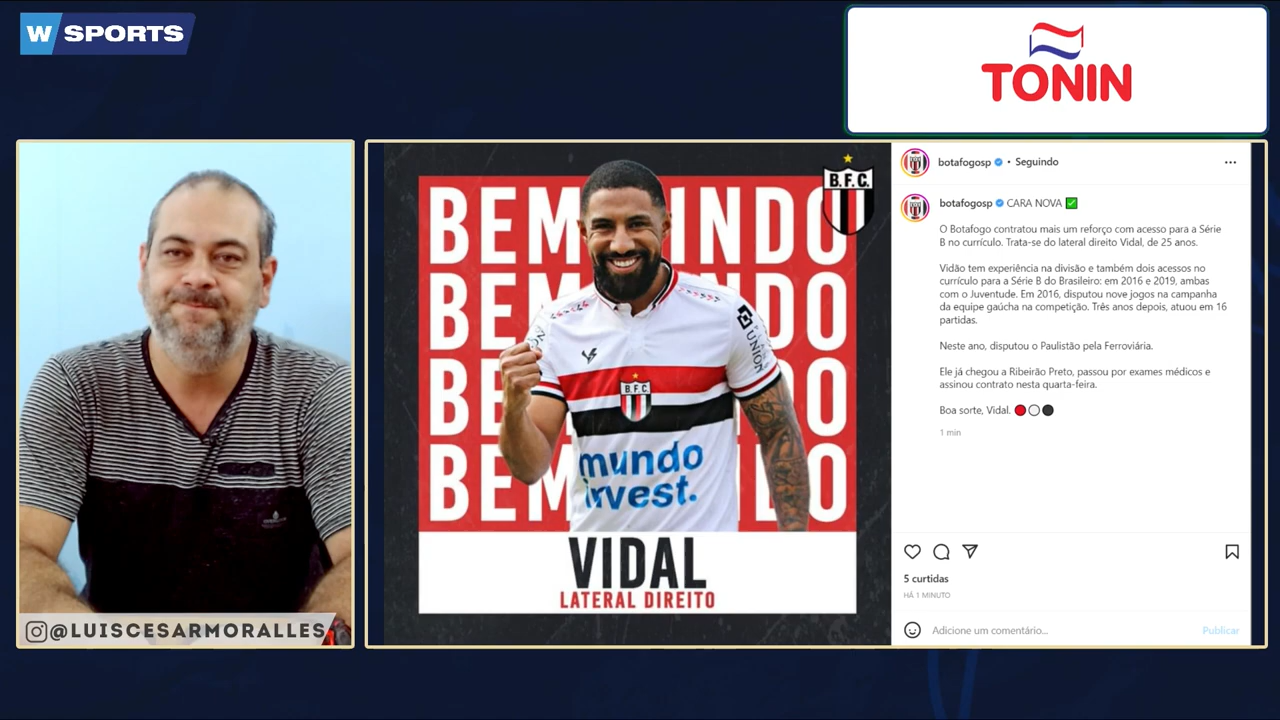 W SPORTS
TONIN
@LUISCESARMORALLES
BEM INDO
BEM NDO
BEM DO
BEM DO
B.F.C.
UNION
B F C
mundo
invest.
VIDAL
LATERAL DIREITO
botafogosp • Seguindo
botafogosp CARA NOVA ✅
O Botafogo contratou mais um reforço com acesso para a Série
B no currículo. Trata-se do lateral direito Vidal, de 25 anos.
Vidão tem experiência na divisão e também dois acessos no
currículo para a Série B do Brasileiro: em 2016 e 2019, ambas
com o Juventude. Em 2016, disputou nove jogos na campanha
da equipe gaúcha na competição. Três anos depois, atuou em 16
partidas.
Neste ano, disputou o Paulistão pela Ferroviária.
Ele já chegou a Ribeirão Preto, passou por exames médicos e
assinou contrato nesta quarta-feira.
Boa sorte, Vidal. 🔴⚪⚫
1 min
5 curtidas
HÁ 1 MINUTO
Adicione um comentário...
Publicar